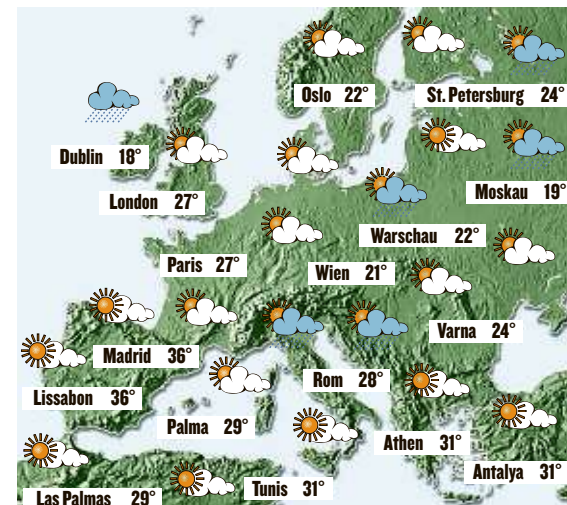 Oslo 22°
St. Petersburg 24°
Dublin 18°
Moskau 19°
London 27°
Warschau 22°
Paris 27°
Wien 21°
Varna 24°
Madrid 36°
Rom 28°
Lissabon 36°
Palma 29°
Athen 31°
Antalya 31°
Tunis 31°
Las Palmas 29°